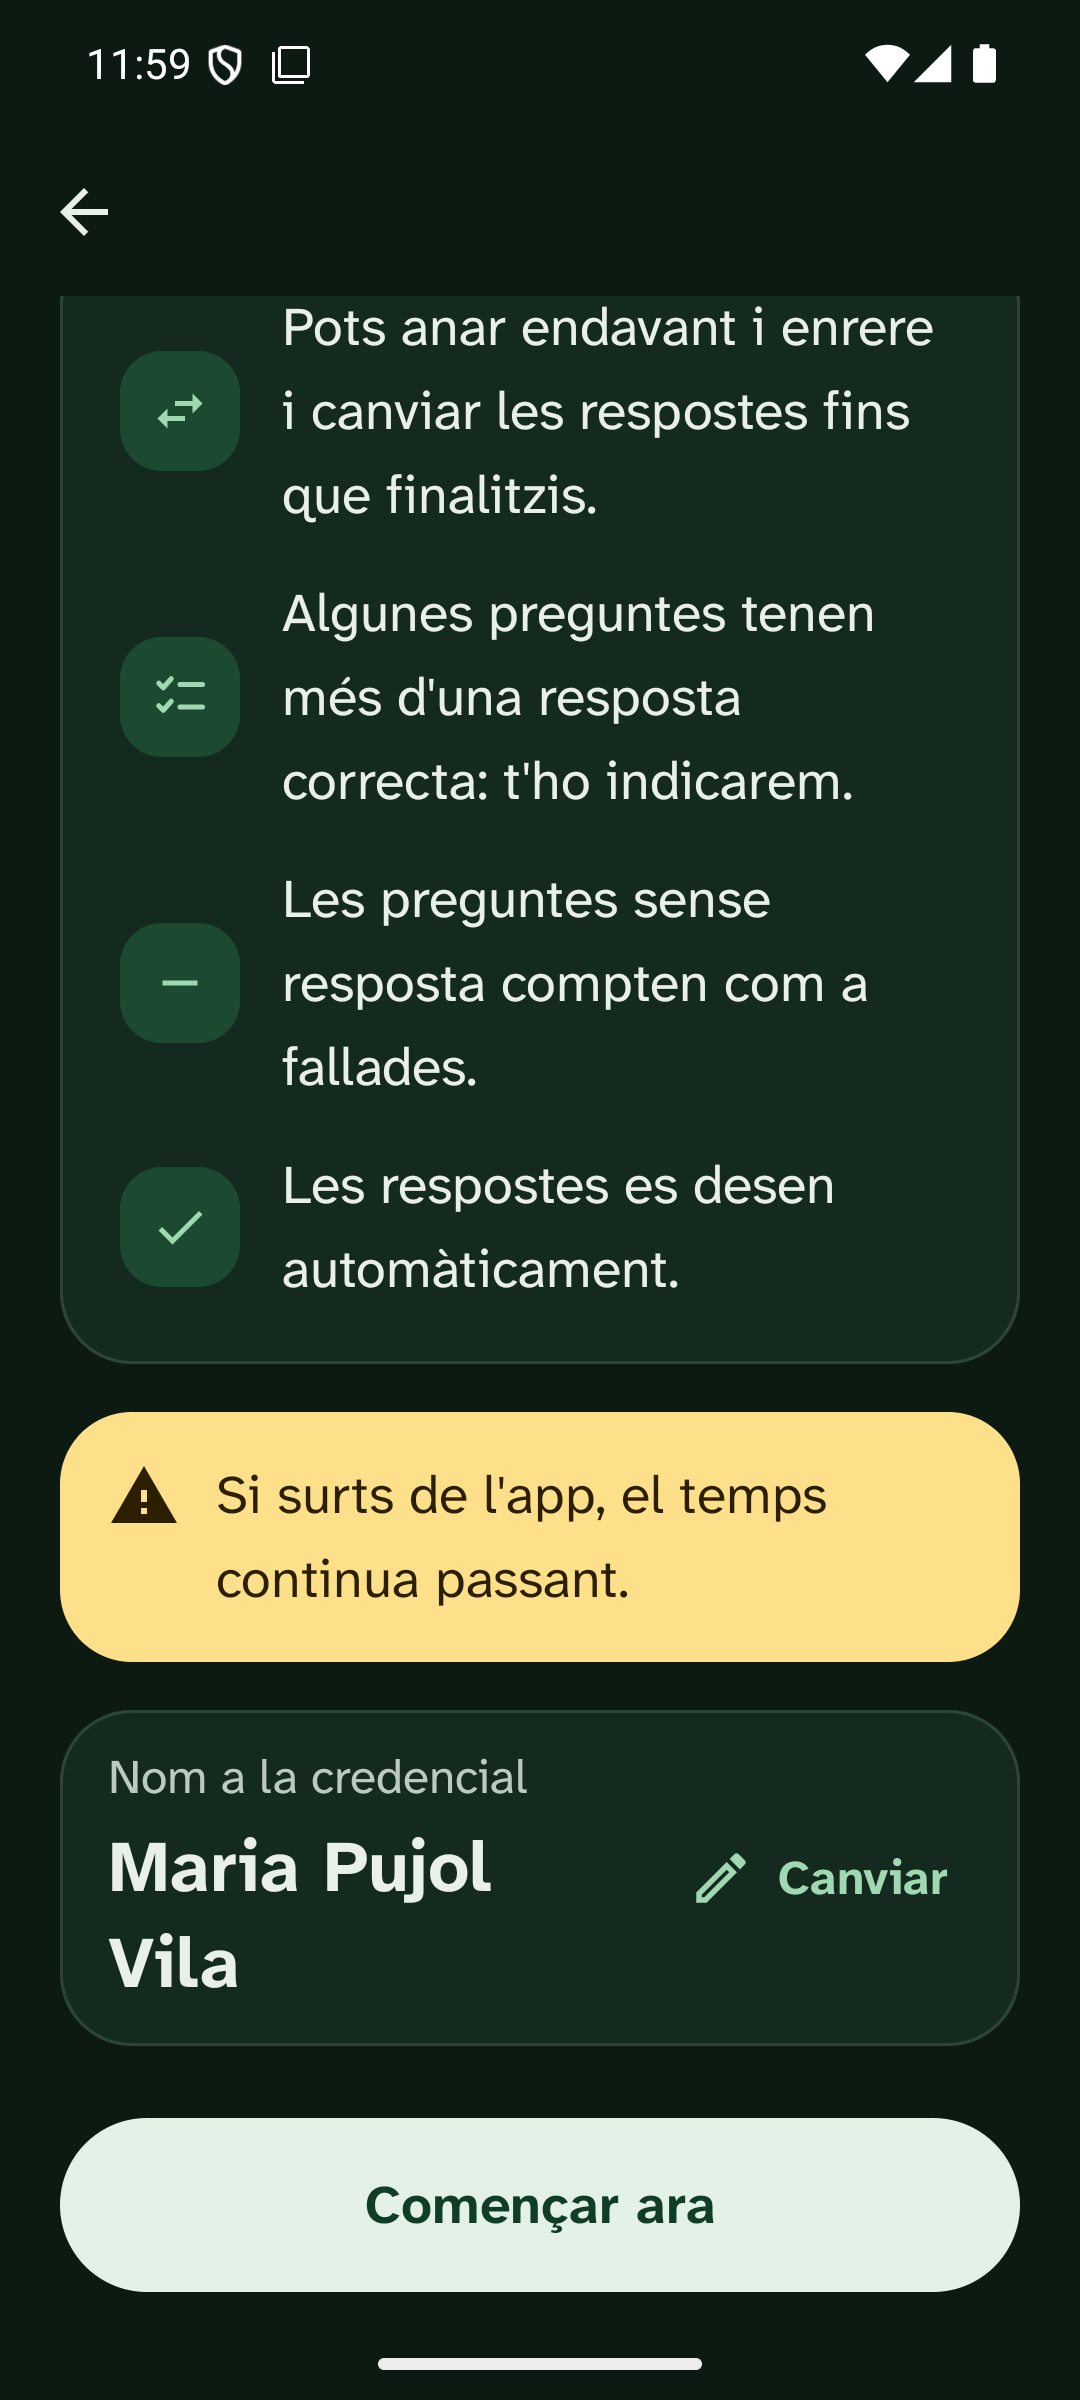 11:59
Pots anar endavant i enrere
i canviar les respostes fins
que finalitzis.
Algunes preguntes tenen
més d'una resposta
correcta: t'ho indicarem.
Les preguntes sense
resposta compten com a
fallades.
Les respostes es desen
automàticament.
Si surts de l'app, el temps
continua passant.
Nom a la credencial
Maria Pujol
Vila
Canviar
Començar ara